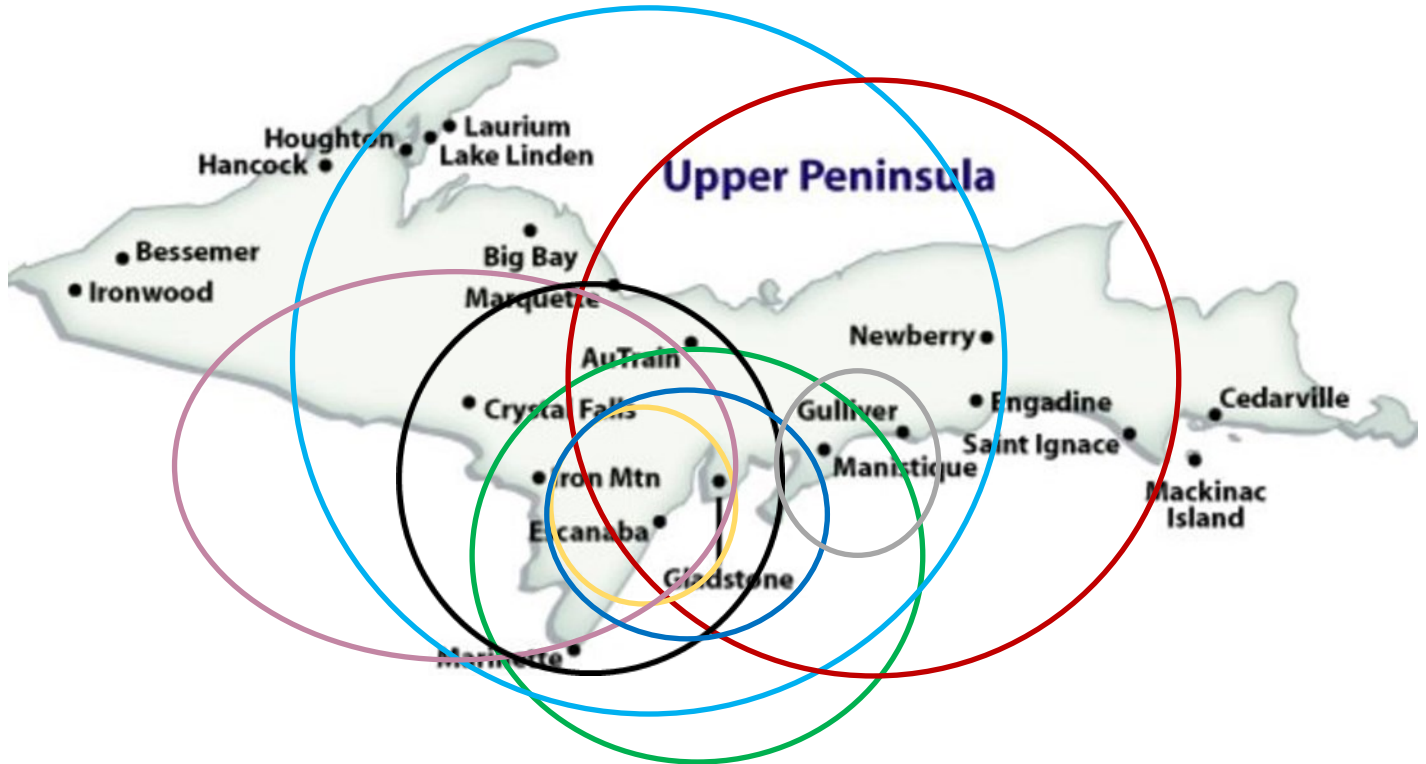 Laurium
Houghton
Lake Linden
Hancock
Upper Peninsula
Bessemer
Big Bay
Ironwood
Marquette
Newberry
AuTrain
Cedarville
Crystal Falls
Gulliver
Engadine
Saint Ignace
Iron Mtn
Manistique
Mackinac
Island
Escanaba
Gladstone
Marinette